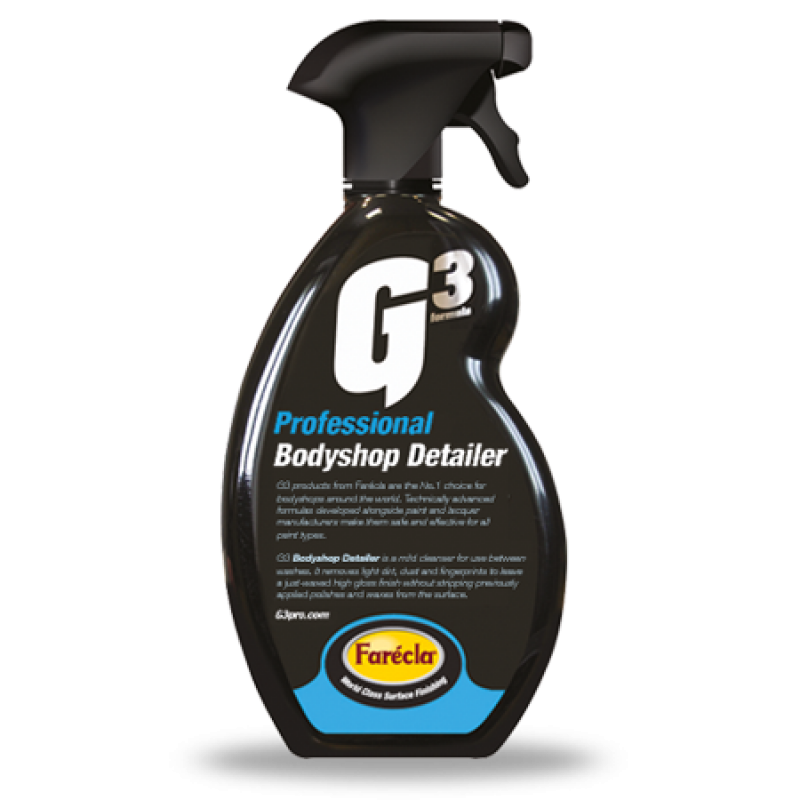 G3
formula
Professional
Bodyshop Detailer
G3 products from Farécla are the No.1 choice for
bodyshops around the world. Technically advanced
formulas developed alongside paint and lacquer
manufacturers make them safe and effective for all
paint types.
G3 Bodyshop Detailer is a mild cleanser for use between
washes. It removes light dirt, dust and fingerprints to leave
a just-waxed high gloss finish without stripping previously
applied polishes and waxes from the surface.
G3pro.com
Farécla
World Class Surface Finishing